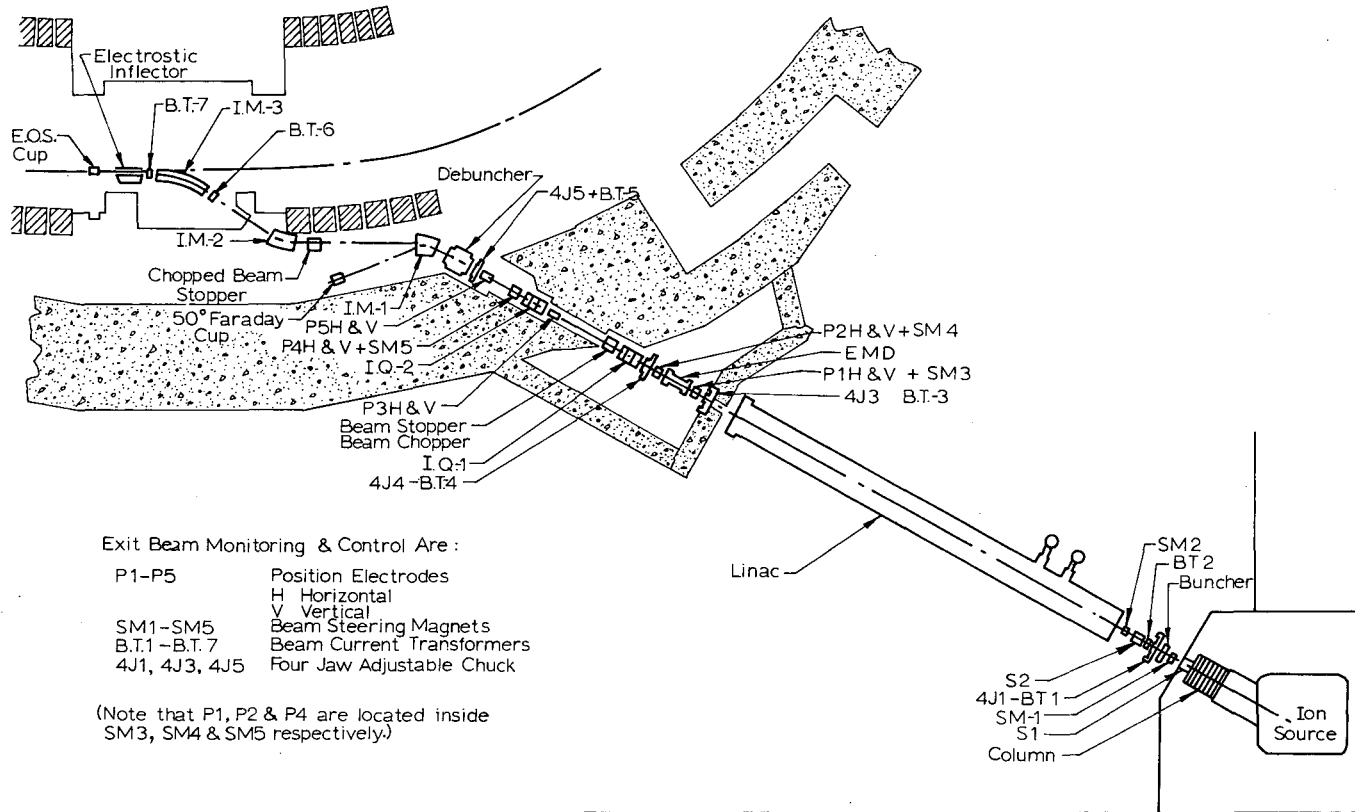 Electrostic
Inflector
B.T.-7
I.M.-3
B.T.-6
E.O.S.
Cup
Debuncher
4J5+B.T.-5
I.M.-2
Chopped Beam
Stopper
50° Faraday
Cup
I.M.-1
P5H & V
P4H & V+SM5
I.Q.-2
P2H & V + SM 4
EMD
P1H & V + SM3
4J3 B.T.-3
P3H & V
Beam Stopper
Beam Chopper
I.Q.-1
4J4-B.T.4
Linac
SM2
BT2
Buncher
S2
4J1-BT1
SM-1
S1
Column
Ion
Source
Exit Beam Monitoring & Control Are :
P1-P5 Position Electrodes
H Horizontal
V Vertical
SM1-SM5 Beam Steering Magnets
B.T.1-B.T.7 Beam Current Transformers
4J1, 4J3, 4J5 Four Jaw Adjustable Chuck
(Note that P1, P2 & P4 are located inside
SM3, SM4 & SM5 respectively.)